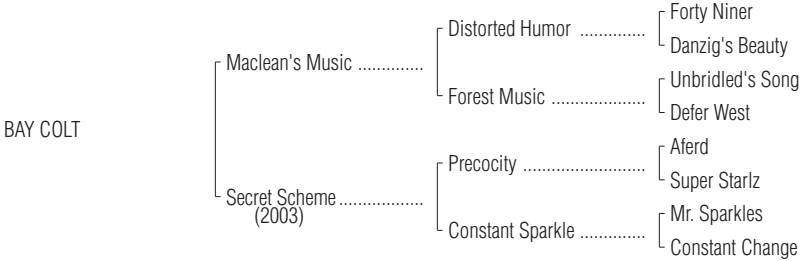 Forty Niner
Distorted Humor ..............
Danzig's Beauty
Maclean's Music ..............
Unbridled's Song
Forest Music ....................
Defer West
BAY COLT
Aferd
Precocity ..........................
Super Starlz
Secret Scheme ..................
(2003)
Mr. Sparkles
Constant Sparkle ..............
Constant Change